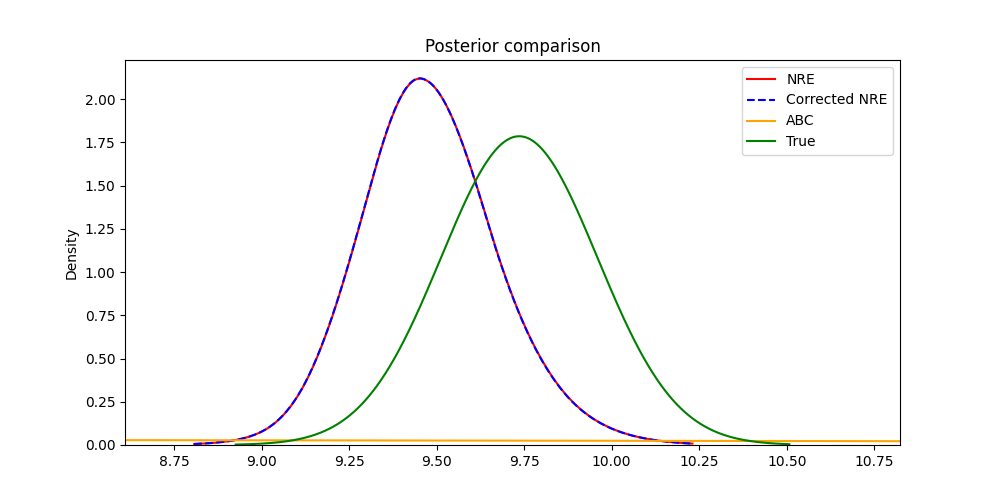 Posterior comparison
NRE
Corrected NRE
ABC
True
Density
2.00
1.75
1.50
1.25
1.00
0.75
0.50
0.25
0.00
8.75 9.00 9.25 9.50 9.75 10.00 10.25 10.50 10.75